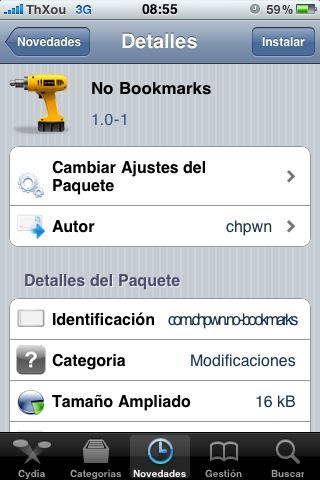 ThXou 3G 08:55 59%
Novedades Detalles Instalar
No Bookmarks
1.0-1
Cambiar Ajustes del
Paquete
Autor chpwn
Detalles del Paquete
Identificación com.chpwn.no-bookmarks
Categoria Modificaciones
Tamaño Ampliado 16 kB
Cydia Categorias Novedades Gestión Buscar